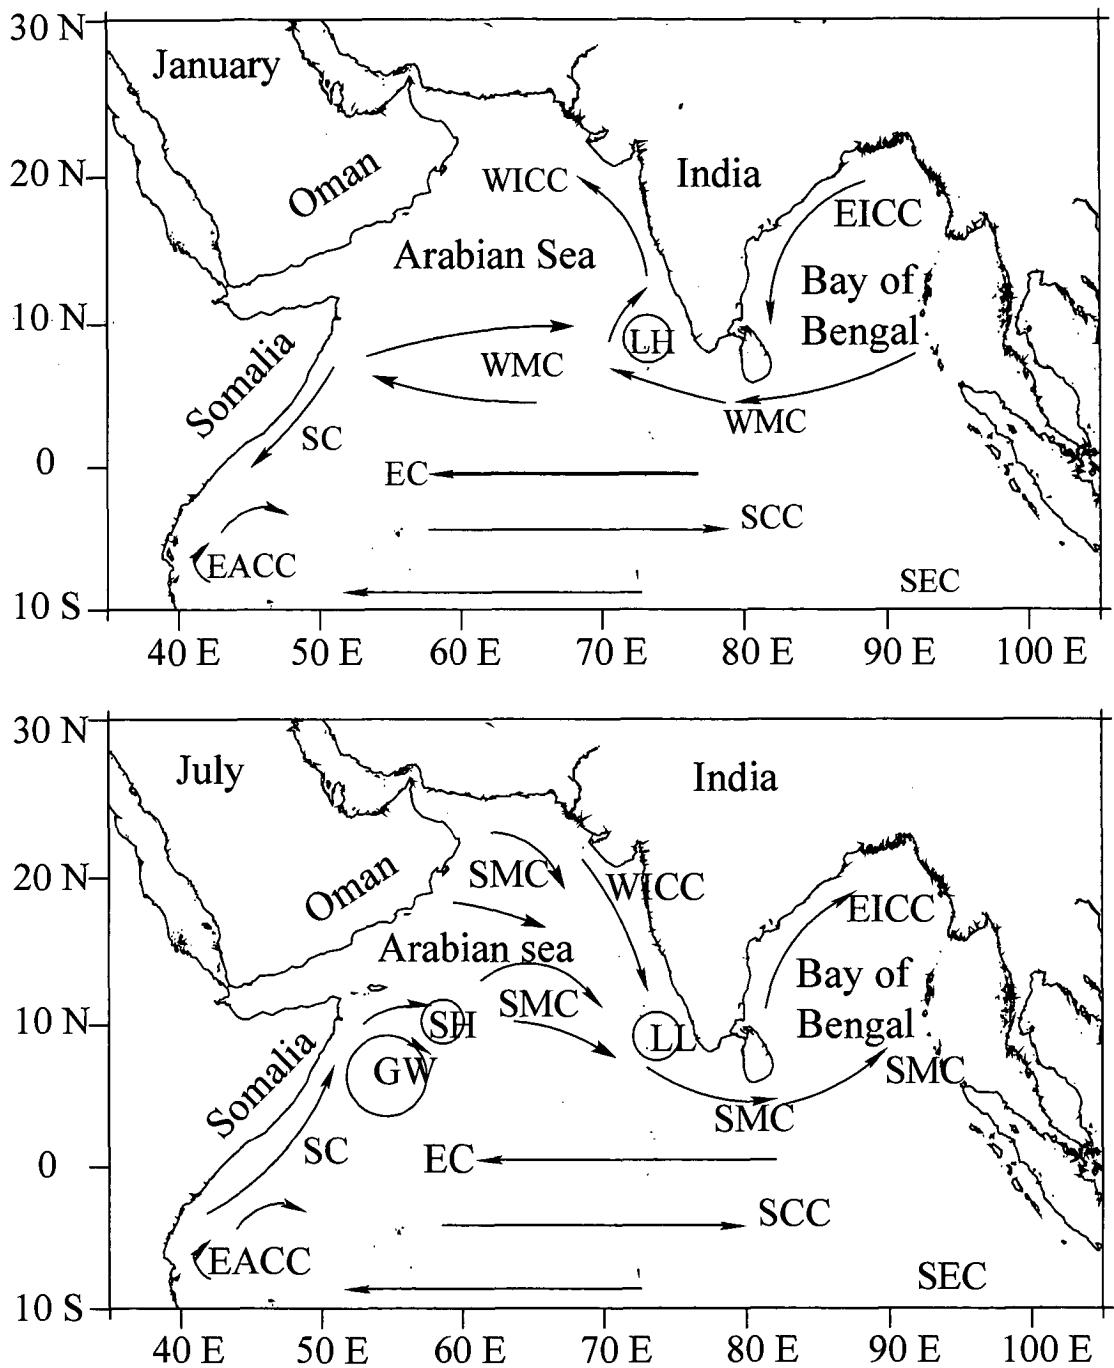 30 N
January
Oman
WICC
India
20 N
EICC
Arabian Sea
Bay of
Bengal
10 N
LH
Somalia
WMC
WMC
SC
0
EC
SCC
EACC
SEC
10 S
40 E 50 E 60 E 70 E 80 E 90 E 100 E
30 N
July
India
SMC
WICC
20 N
Oman
EICC
Arabian sea
Bay of
Bengal
SMC
10 N
SH
LL
GW
SMC
Somalia
SMC
SC
EC
0
SCC
EACC
SEC
10 S
40 E 50 E 60 E 70 E 80 E 90 E 100 E